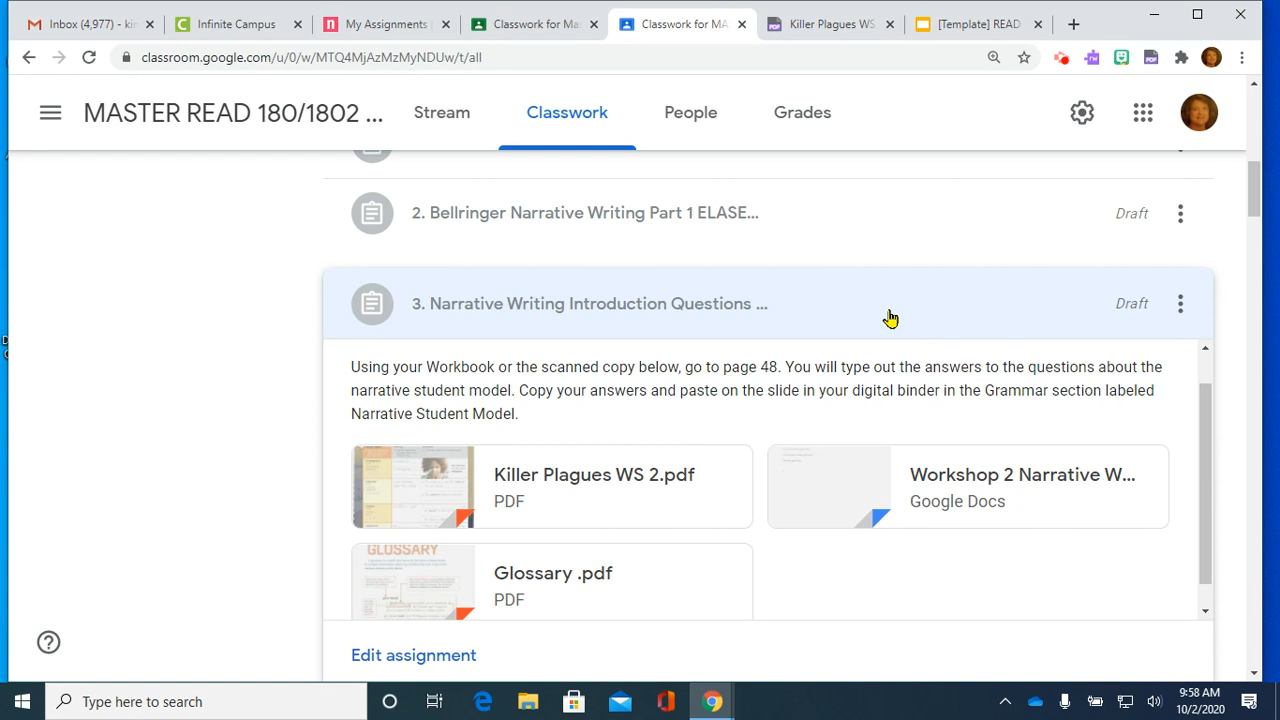 Inbox (4,977) - kin
Infinite Campus
My Assignments
Classwork for Mas
Classwork for MA
Killer Plagues WS
[Template] READ
classroom.google.com/u/0/w/MTQ4MjAzMzMyNDUw/t/all
MASTER READ 180/1802 ...
Stream
Classwork
People
Grades
2. Bellringer Narrative Writing Part 1 ELASE...
Draft
3. Narrative Writing Introduction Questions ...
Draft
Using your Workbook or the scanned copy below, go to page 48. You will type out the answers to the questions about the
narrative student model. Copy your answers and paste on the slide in your digital binder in the Grammar section labeled
Narrative Student Model.
Killer Plagues WS 2.pdf
PDF
Workshop 2 Narrative W...
Google Docs
GLOSSARY
Glossary .pdf
PDF
Edit assignment
Type here to search
9:58 AM
10/2/2020